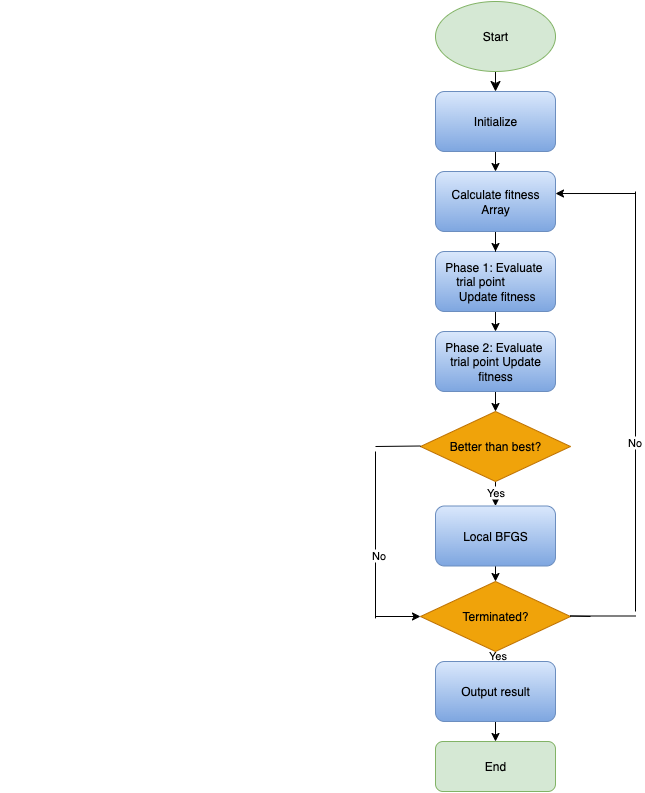 Start
Initialize
Calculate fitness
Array
Phase 1: Evaluate
trial point
Update fitness
Phase 2: Evaluate
trial point Update
fitness
Better than best?
No
Yes
Local BFGS
No
Terminated?
Yes
Output result
End